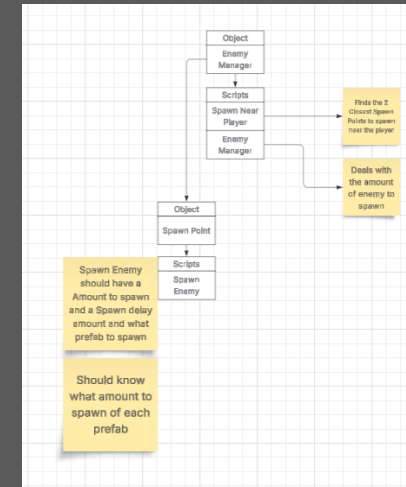 Object
Enemy
Manager
Scripts
Spawn Near
Player
Enemy
Manager
Finds the 2
Closest Spawn
Points to spawn
near the player
Deals with
the amount
of enemy to
spawn
Object
Spawn Point
Scripts
Spawn
Enemy
Spawn Enemy
should have a
Amount to spawn
and a Spawn delay
amount and what
prefab to spawn
Should know
what amount to
spawn of each
prefab